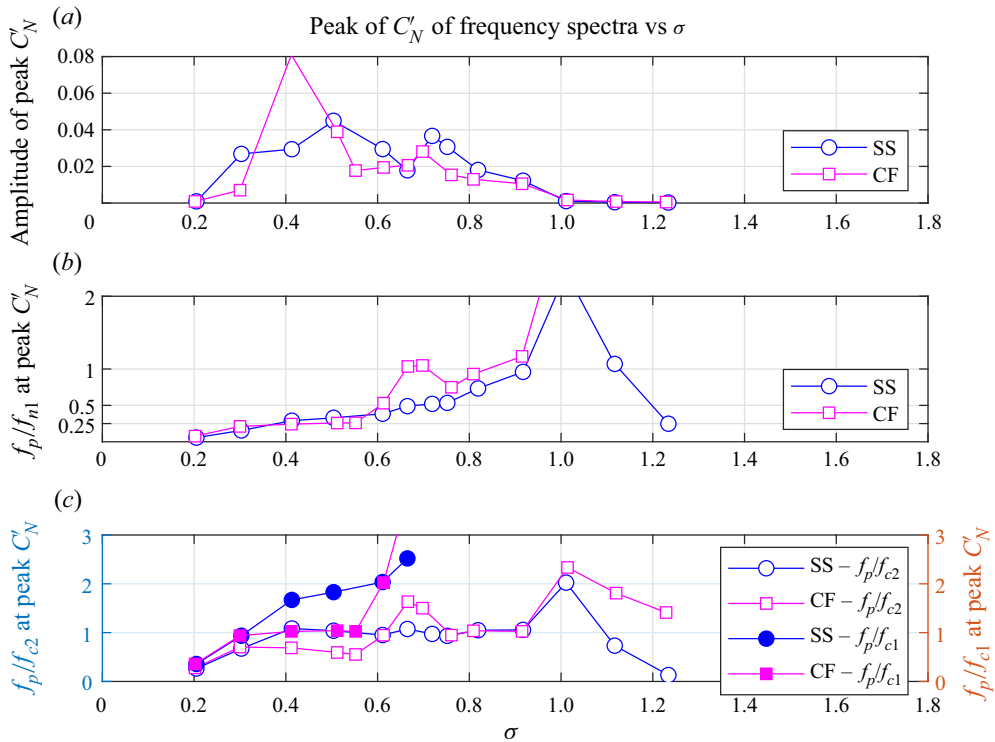 (a)
Peak of C′N of frequency spectra vs σ
Amplitude of peak C′N
0.08
0.06
0.04
0.02
0 0.2 0.4 0.6 0.8 1.0 1.2 1.4 1.6 1.8
SS
CF
(b)
fp/fn1 at peak C′N
2
1
0.5
0.25
0 0.2 0.4 0.6 0.8 1.0 1.2 1.4 1.6 1.8
SS
CF
(c)
fp/fc2 at peak C′N
3
2
1
0
SS – fp/fc2
CF – fp/fc2
SS – fp/fc1
CF – fp/fc1
3
2
1
0
fp/fc1 at peak C′N
0 0.2 0.4 0.6 0.8 1.0 1.2 1.4 1.6 1.8
σ